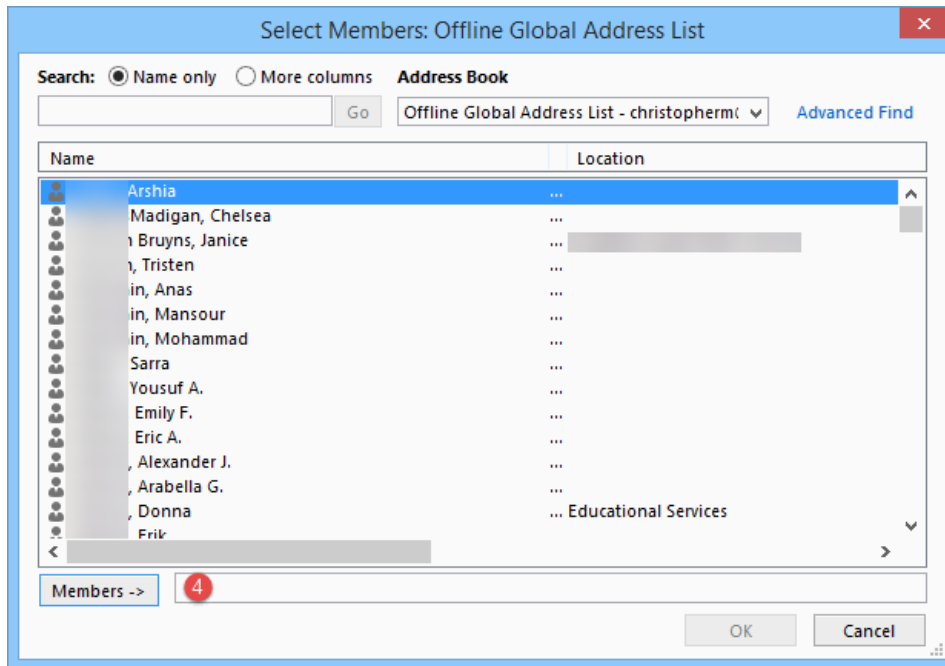 Select Members: Offline Global Address List
Search: Name only More columns Address Book
Go Offline Global Address List - christopherm( Advanced Find
Name Location
Arshia ...
Madigan, Chelsea ...
Bruyns, Janice ...
, Tristen ...
in, Anas ...
in, Mansour ...
in, Mohammad ...
Sarra ...
Yousuf A. ...
Emily F. ...
Eric A. ...
, Alexander J. ...
, Arabella G. ...
, Donna ... Educational Services
Erik
Members -> 4
OK Cancel